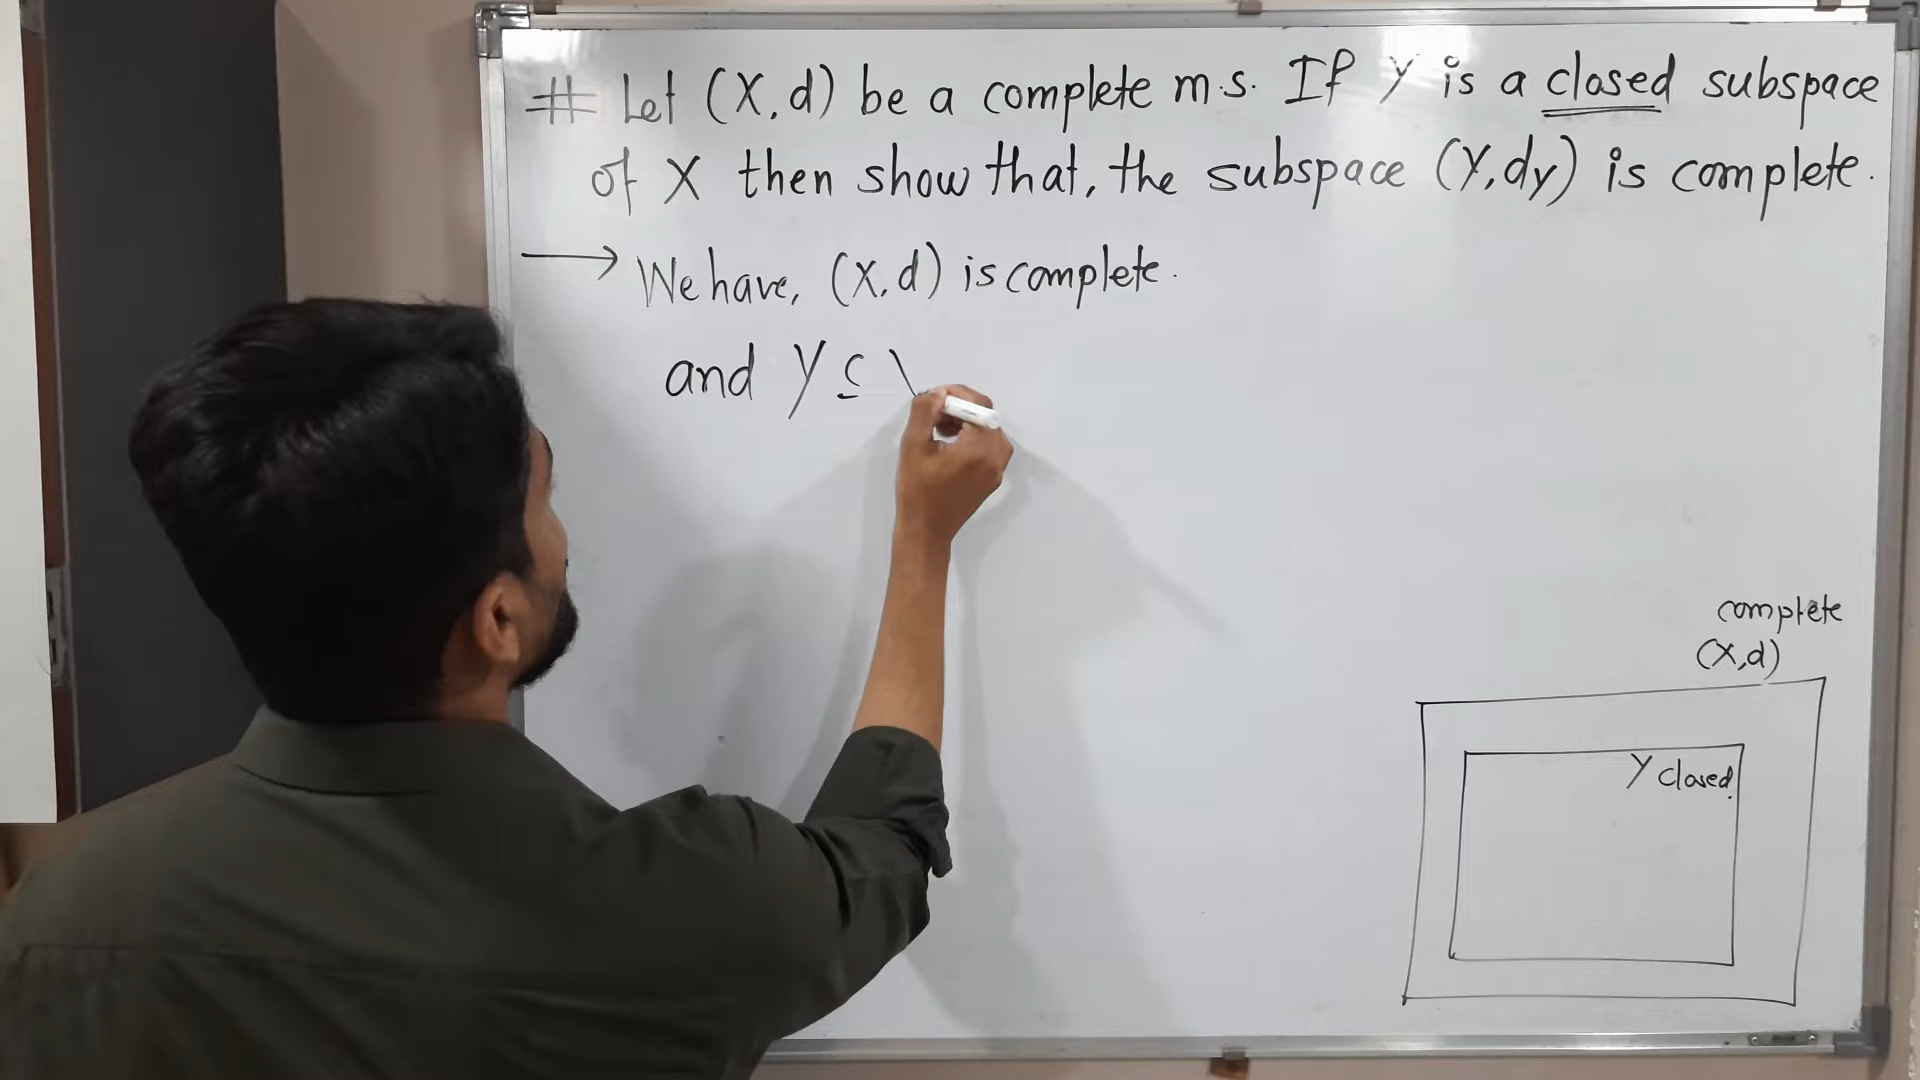 # Let (X,d) be a complete m.s. If Y is a closed subspace
of X then show that, the subspace (Y,dy) is complete.
→ We have, (X,d) is complete.
and Y ⊆ \
complete
(X,d)
Y closed.